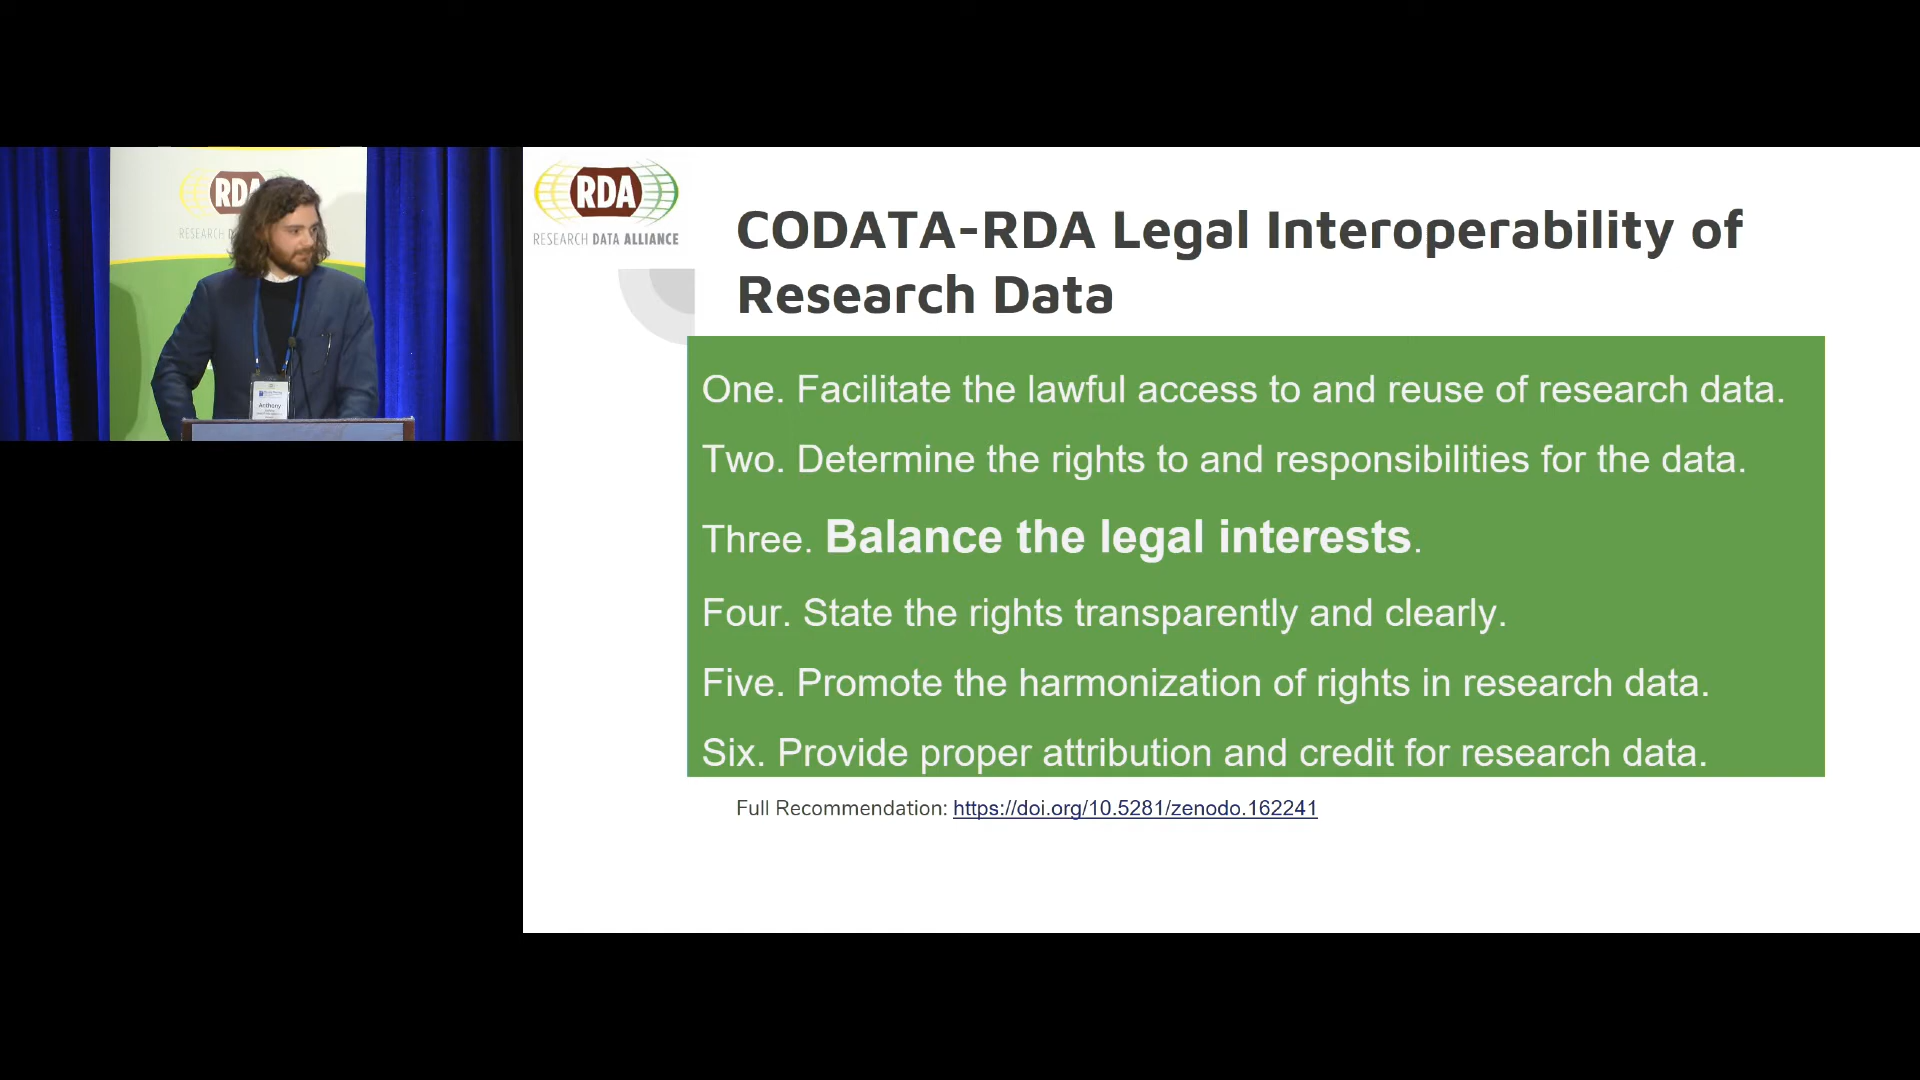 RDA
RESEARCH D
Anthony
RDA
RESEARCH DATA ALLIANCE
CODATA-RDA Legal Interoperability of
Research Data
One. Facilitate the lawful access to and reuse of research data.
Two. Determine the rights to and responsibilities for the data.
Three. Balance the legal interests.
Four. State the rights transparently and clearly.
Five. Promote the harmonization of rights in research data.
Six. Provide proper attribution and credit for research data.
Full Recommendation: https://doi.org/10.5281/zenodo.162241